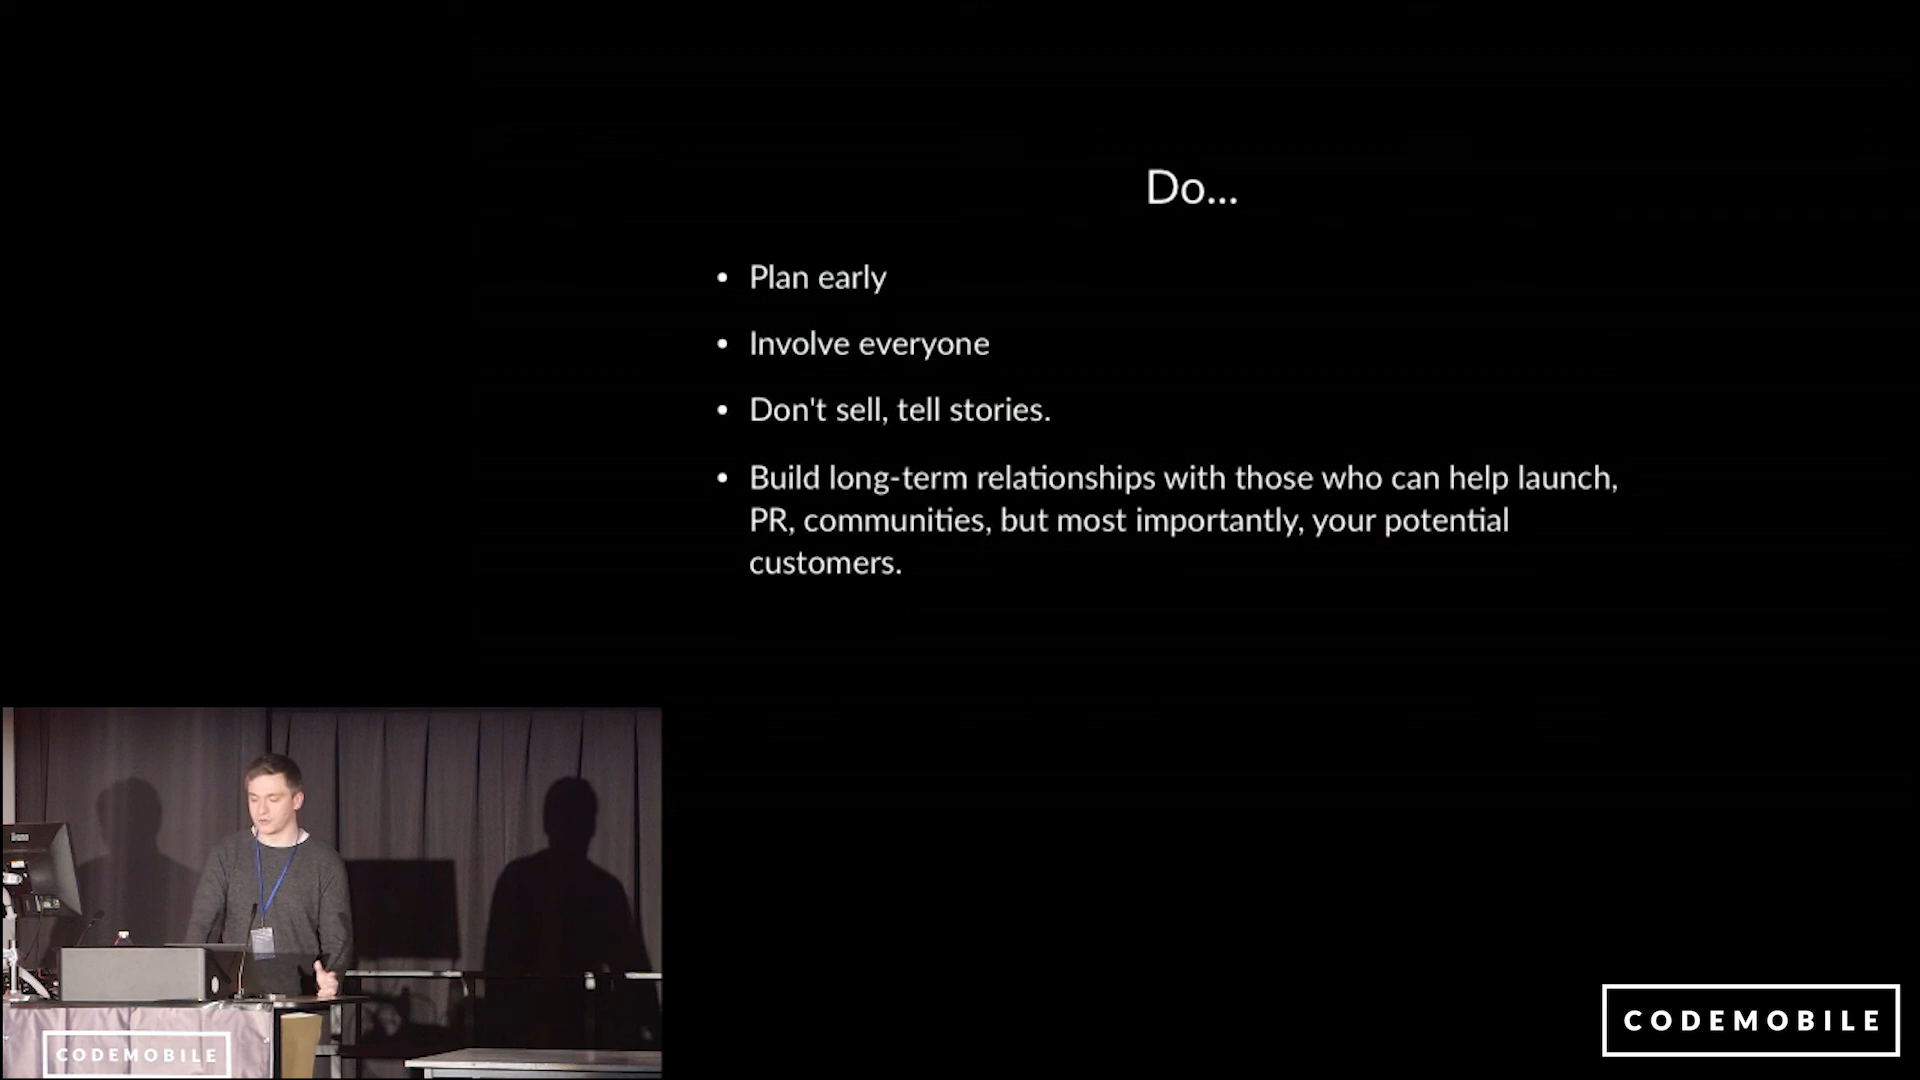 Do...
• Plan early
• Involve everyone
• Don't sell, tell stories.
• Build long-term relationships with those who can help launch,
PR, communities, but most importantly, your potential
customers.
CODEMOBILE
CODEMOBILE